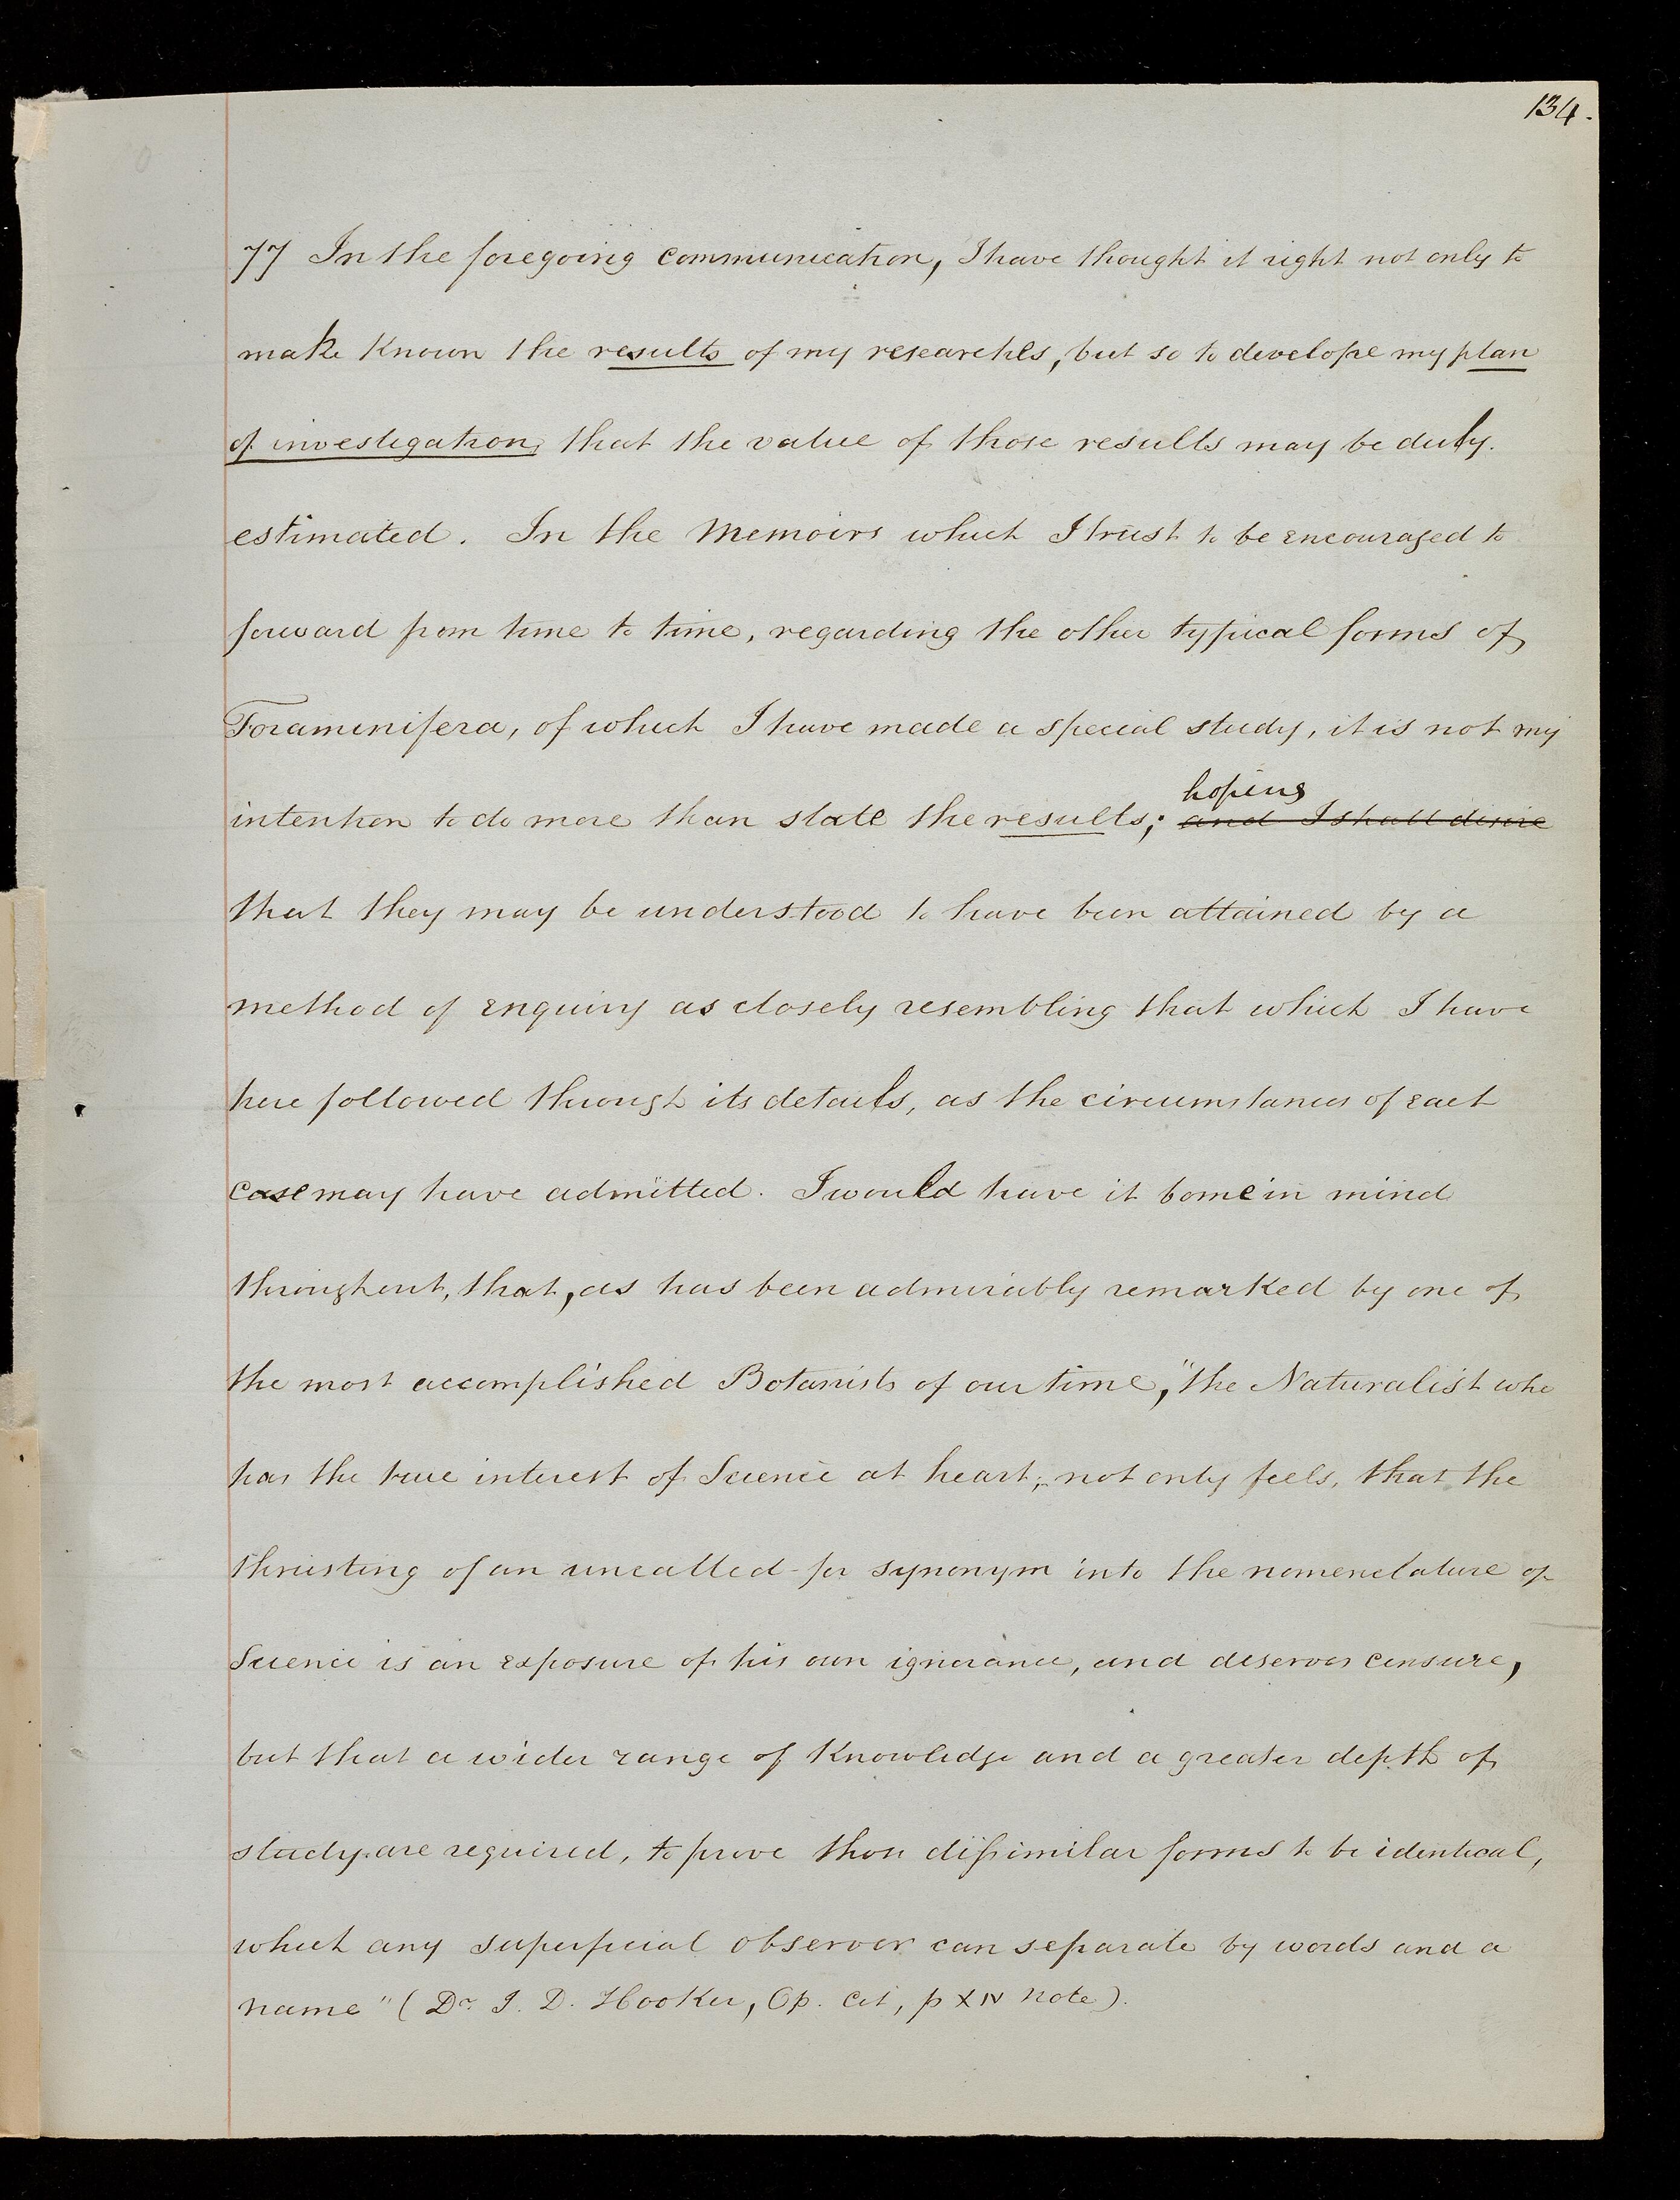 134.
77 In the foregoing communication, I have thought it right not only to
make known the results of my researches, but so to develope my plan
of investigation, that the value of those results may be duly
estimated. In the Memoirs which I trust to be encouraged to
forward from time to time, regarding the other typical forms of
Foraminifera, of which I have made a special study, it is not my
hoping
intention to do more than state the results; and I shall desire
that they may be understood to have been attained by a
method of enquiry as closely resembling that which I have
here followed through its details, as the circumstances of each
case may have admitted. I would have it borne in mind
throughout, that, as has been admirably remarked by one of
the most accomplished Botanists of our time, "the Naturalist who
has the true interest of Science at heart, not only feels, that the
thrusting of an uncalled-for synonym into the nomenclature of
Science is an exposure of his own ignorance, and deserves censure,
but that a wider range of knowledge and a greater depth of
study are required, to prove those dissimilar forms to be identical,
which any superficial observer can separate by words and a
name" (Dr. J. D. Hooker, Op. cit, p XIV note).